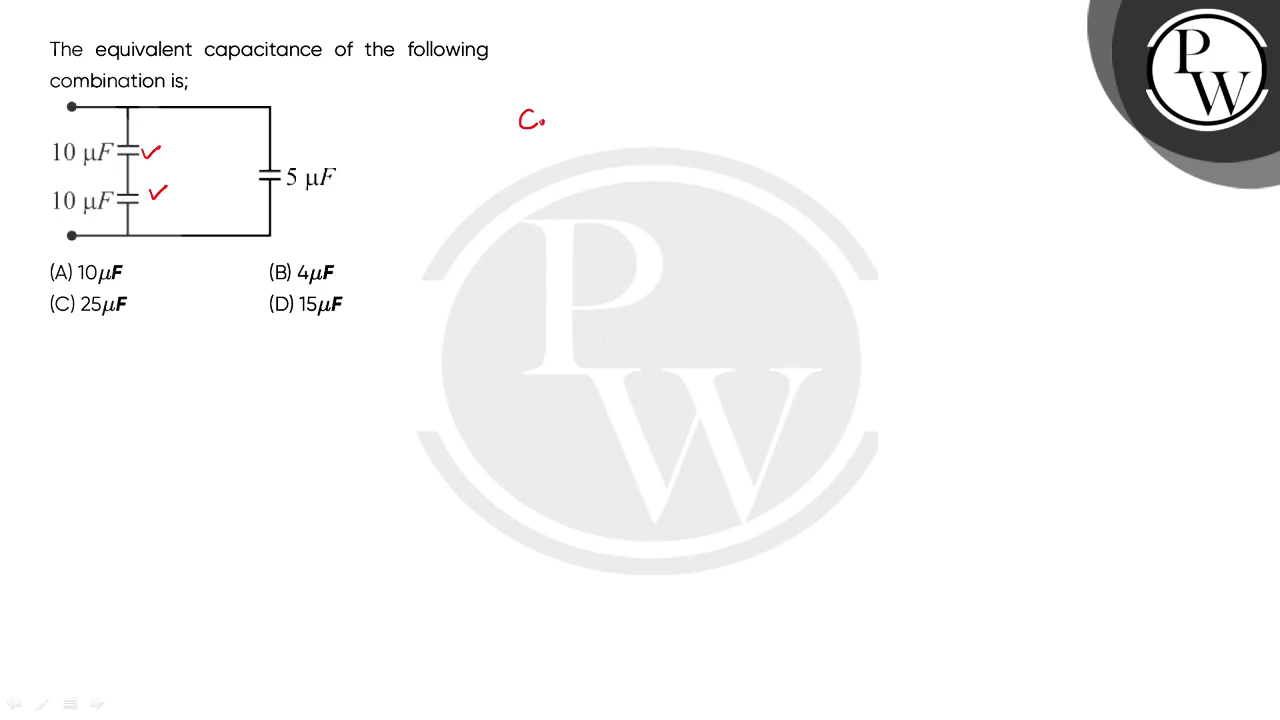 The equivalent capacitance of the following
combination is;
10 μF
10 μF
5 μF
(A) 10μF (B) 4μF
(C) 25μF (D) 15μF
C.
P
W
P
W